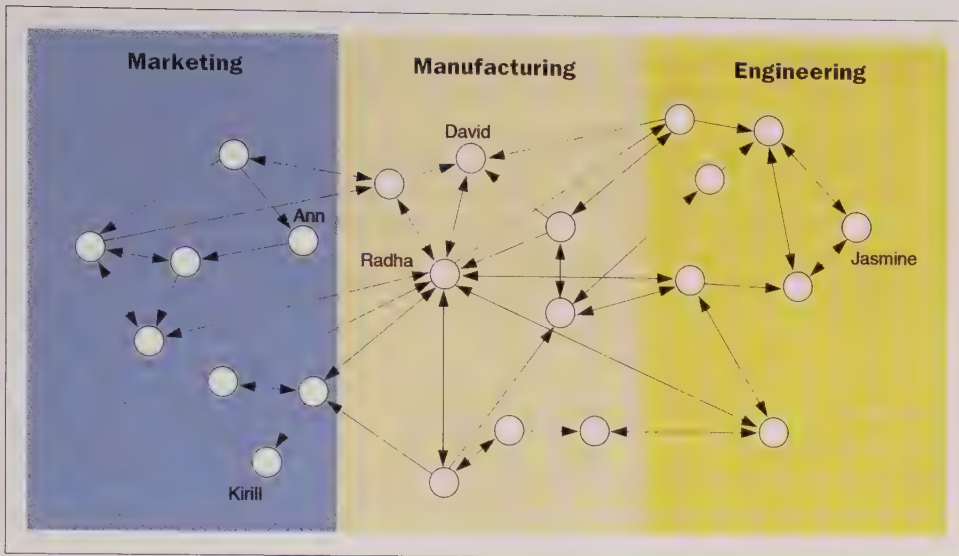 Marketing
Manufacturing
Engineering
David
Ann
Radha
Jasmine
Kirill